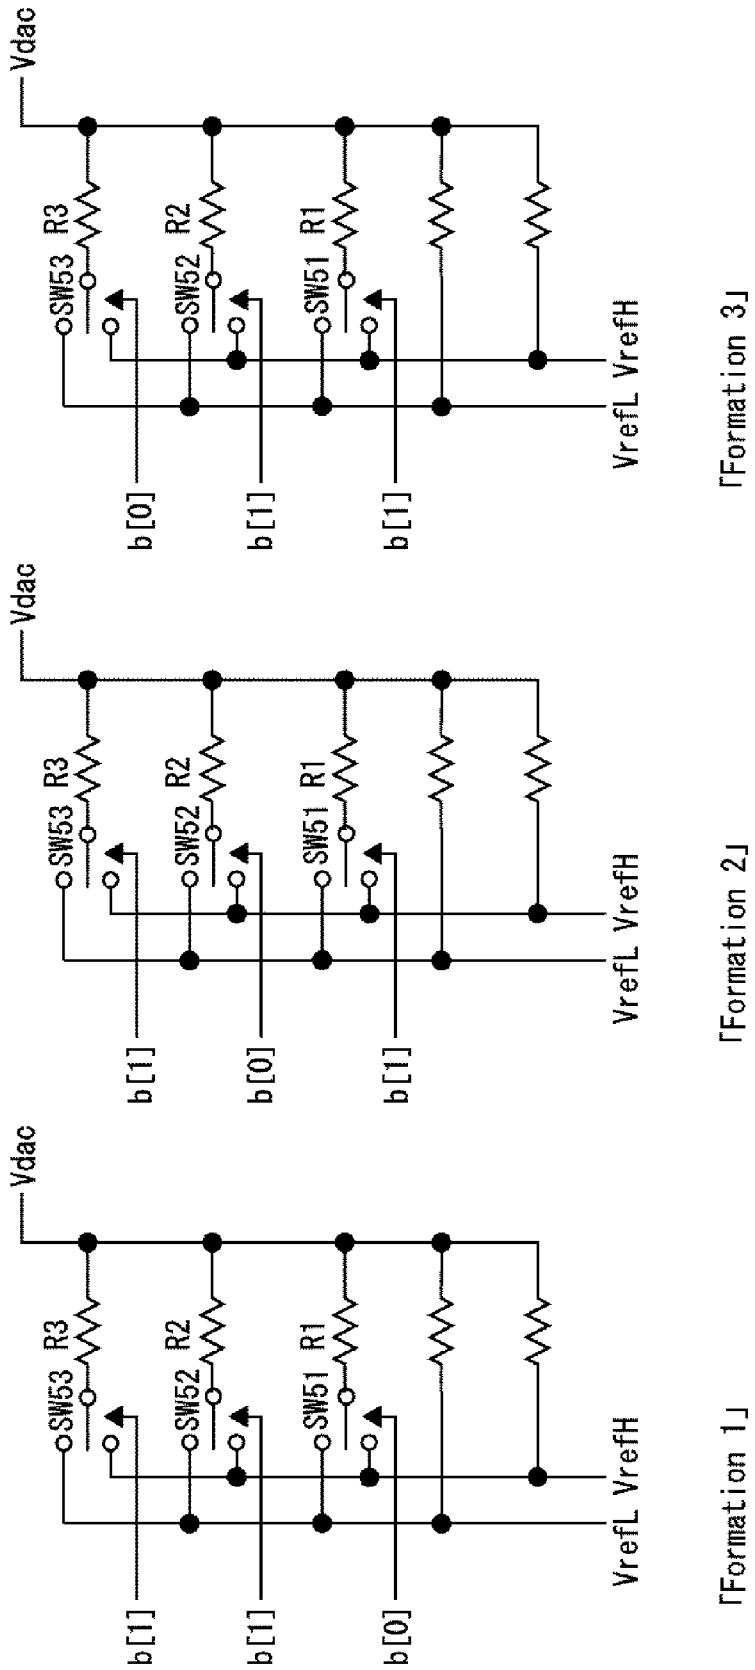 Vdac
SW53 R3
b[1]
SW52 R2
b[1]
SW51 R1
b[0]
VrefL VrefH
「Formation 1」
Vdac
SW53 R3
b[1]
SW52 R2
b[0]
SW51 R1
b[1]
VrefL VrefH
「Formation 2」
Vdac
SW53 R3
b[0]
SW52 R2
b[1]
SW51 R1
b[1]
VrefL VrefH
「Formation 3」